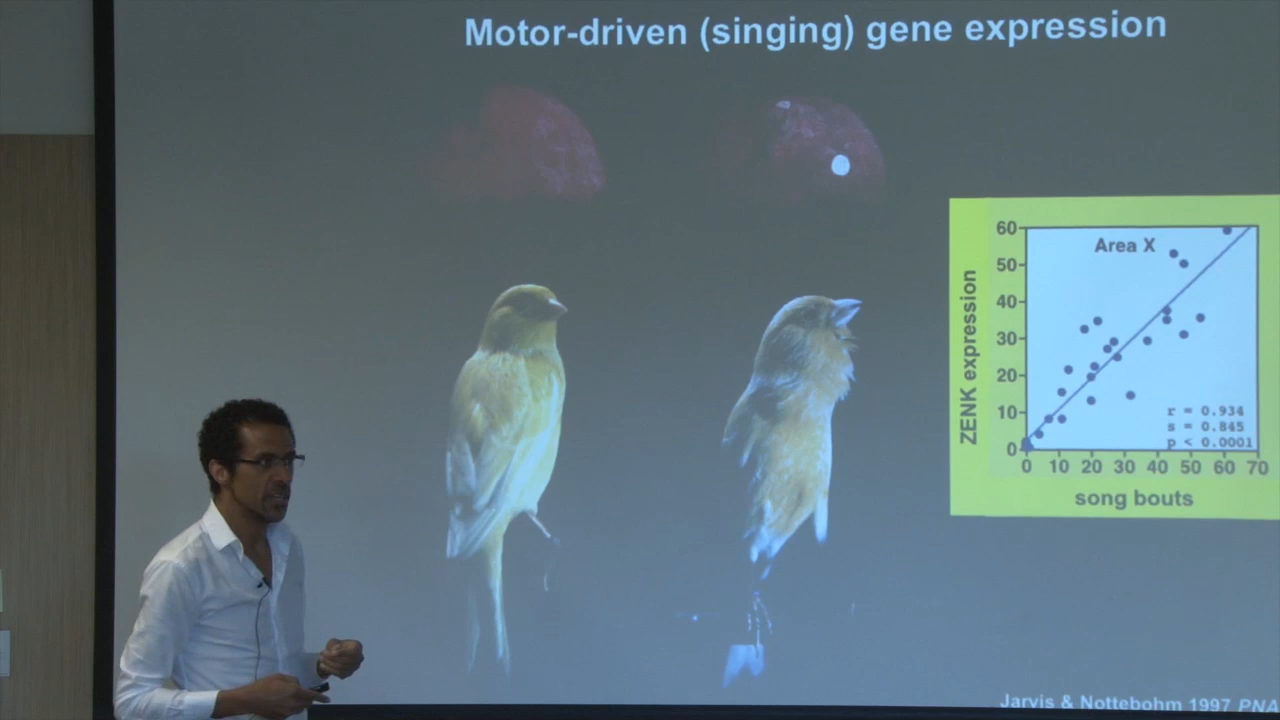 Motor-driven (singing) gene expression
Area X
ZENK expression
60
50
40
30
20
10
0
r = 0.934
s = 0.845
p < 0.0001
0 10 20 30 40 50 60 70
song bouts
Jarvis & Nottebohm 1997 PNA